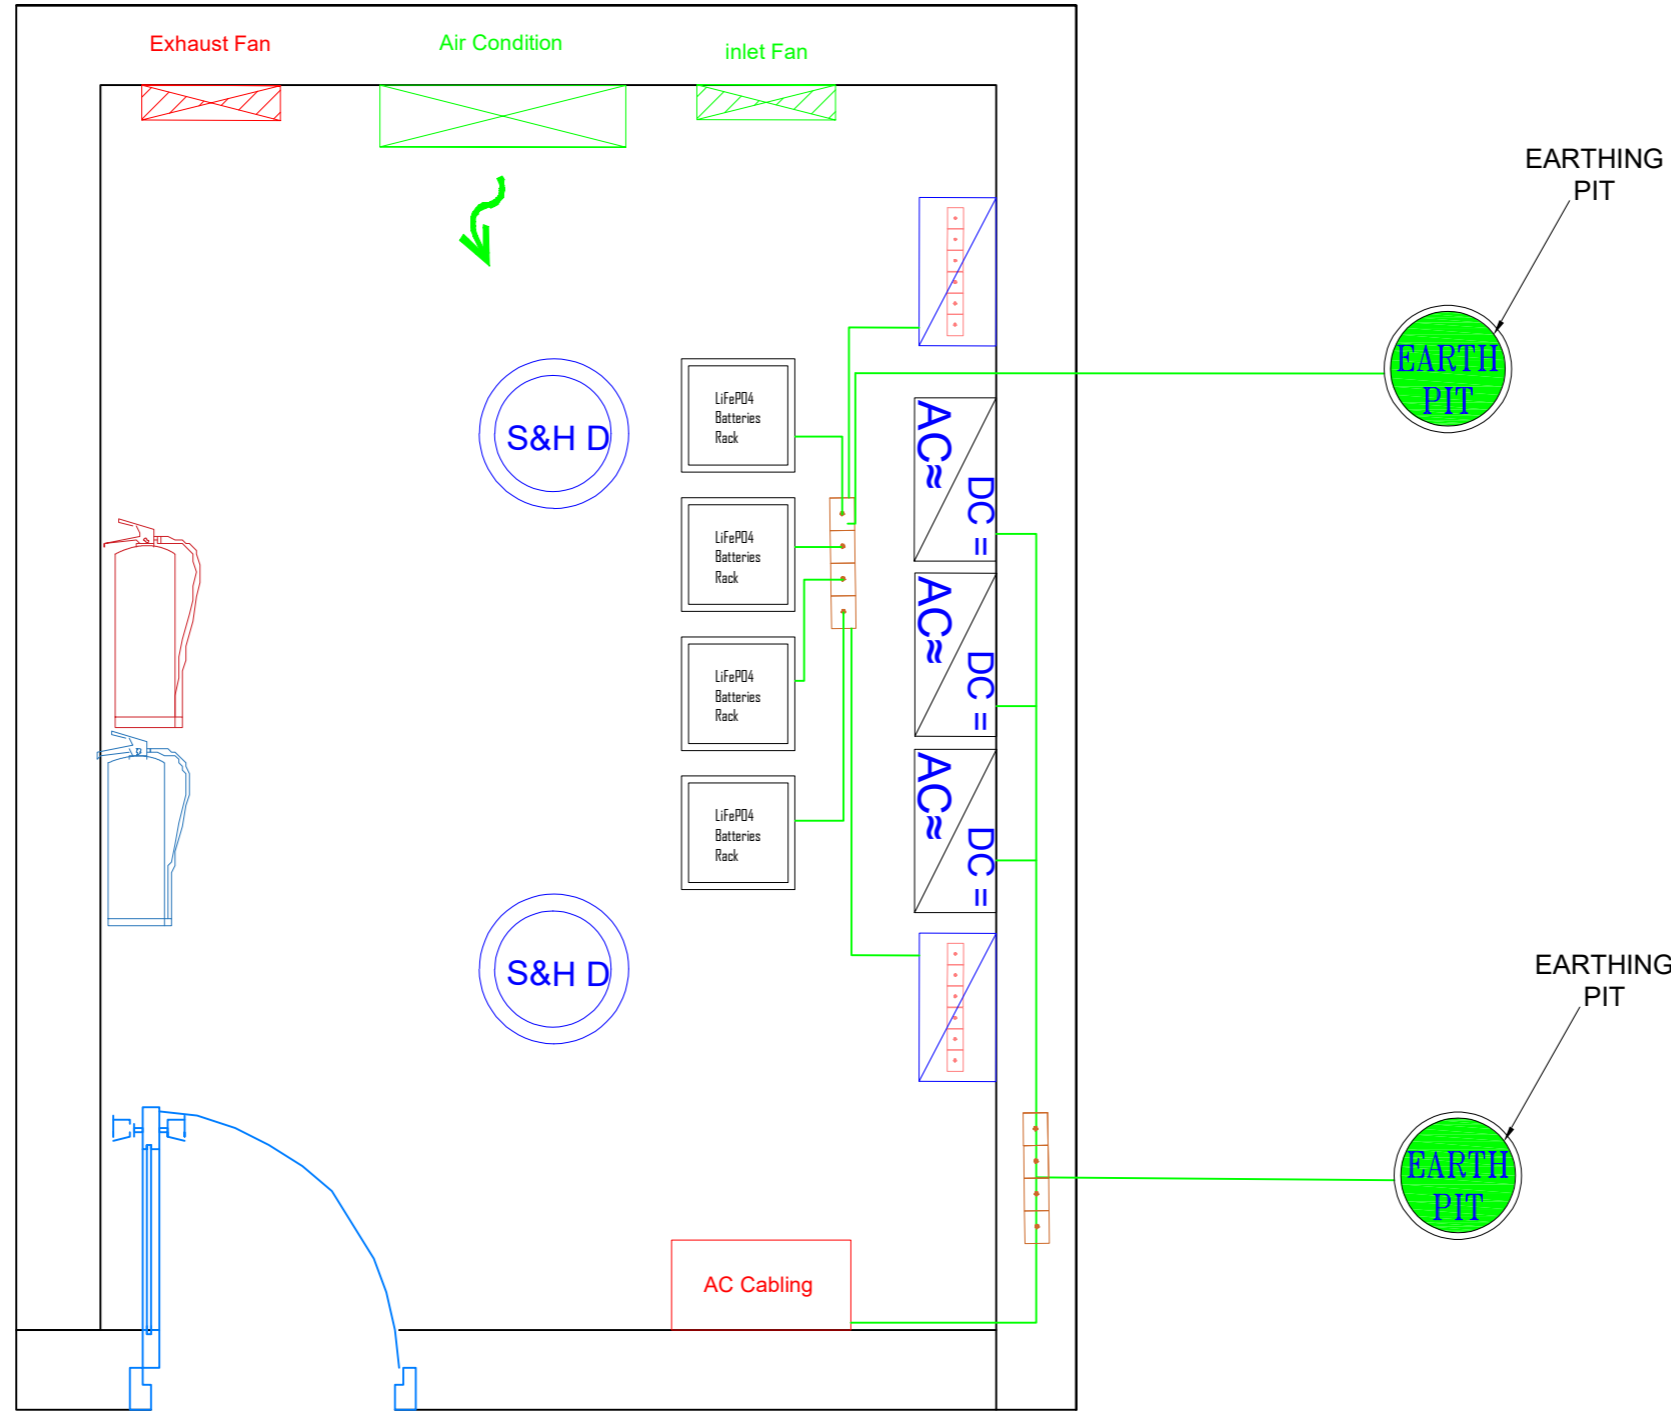 Exhaust Fan
Air Condition
inlet Fan
EARTHING
PIT
EARTH
PIT
S&H D
LiFePO4
Batteries
Rack
AC≈
DC =
LiFePO4
Batteries
Rack
AC≈
DC =
LiFePO4
Batteries
Rack
AC≈
DC =
LiFePO4
Batteries
Rack
S&H D
EARTHING
PIT
EARTH
PIT
AC Cabling